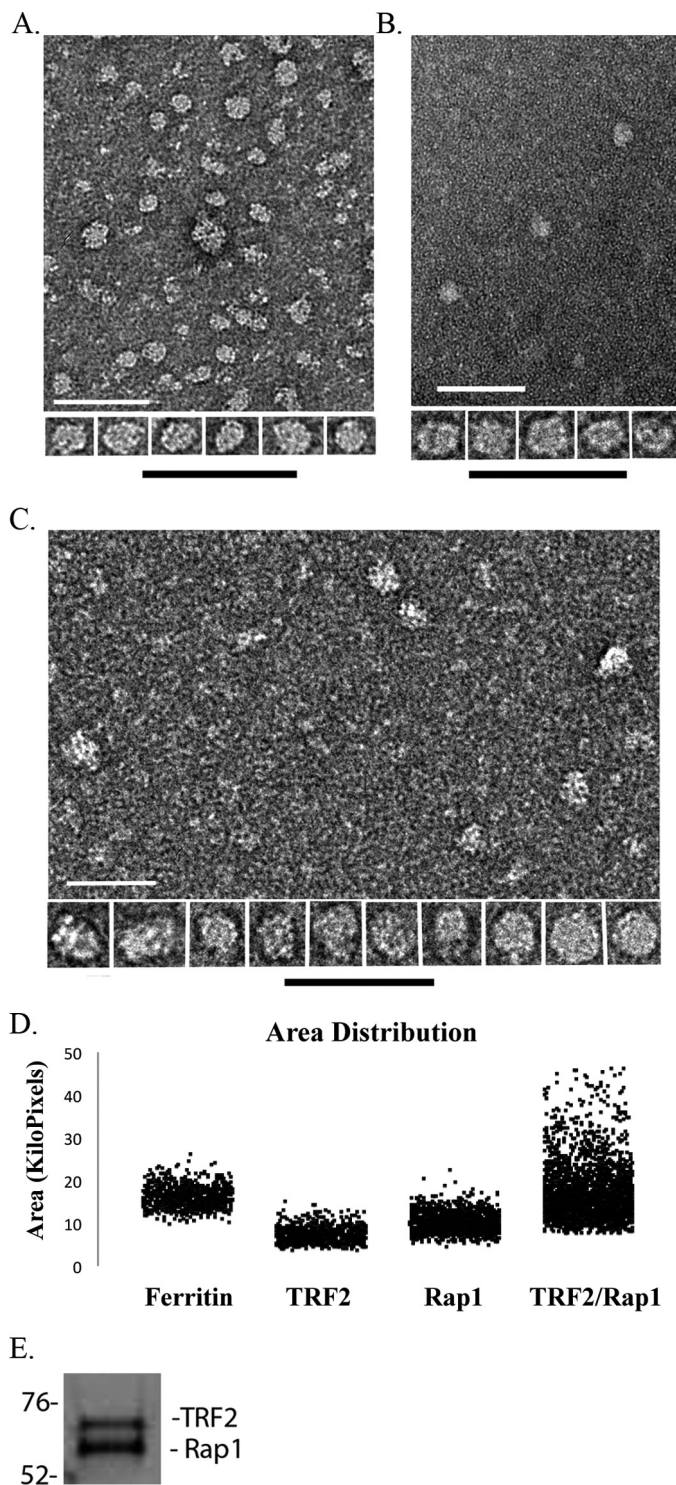 A.
B.
C.
D.
Area Distribution
Area (KiloPixels)
50
40
30
20
10
0
Ferritin TRF2 Rap1 TRF2/Rap1
E.
76-
-TRF2
- Rap1
52-